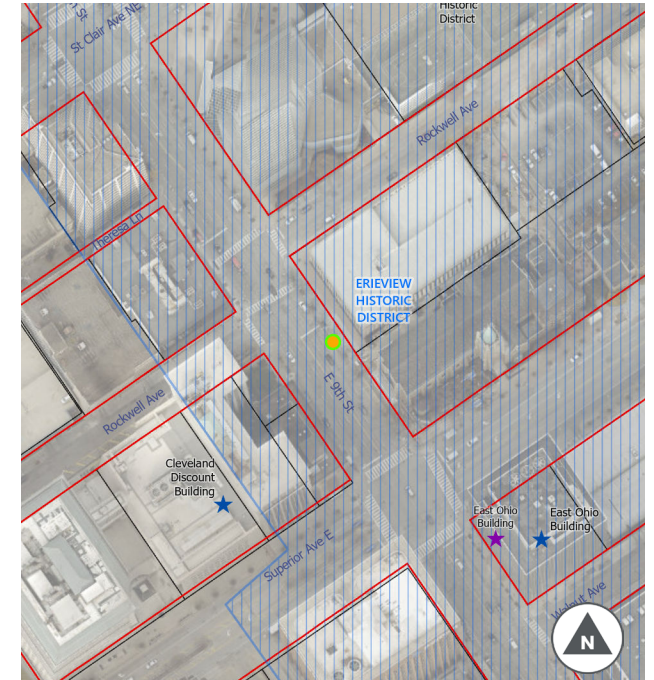 Historic
District
St Clair Ave NE
Rockwell Ave
Theresa Ln
ERIEVIEW
HISTORIC
DISTRICT
E 9th St
Rockwell Ave
Cleveland
Discount
Building
East Ohio
Building
East Ohio
Building
Superior Ave E
Walnut Ave
N